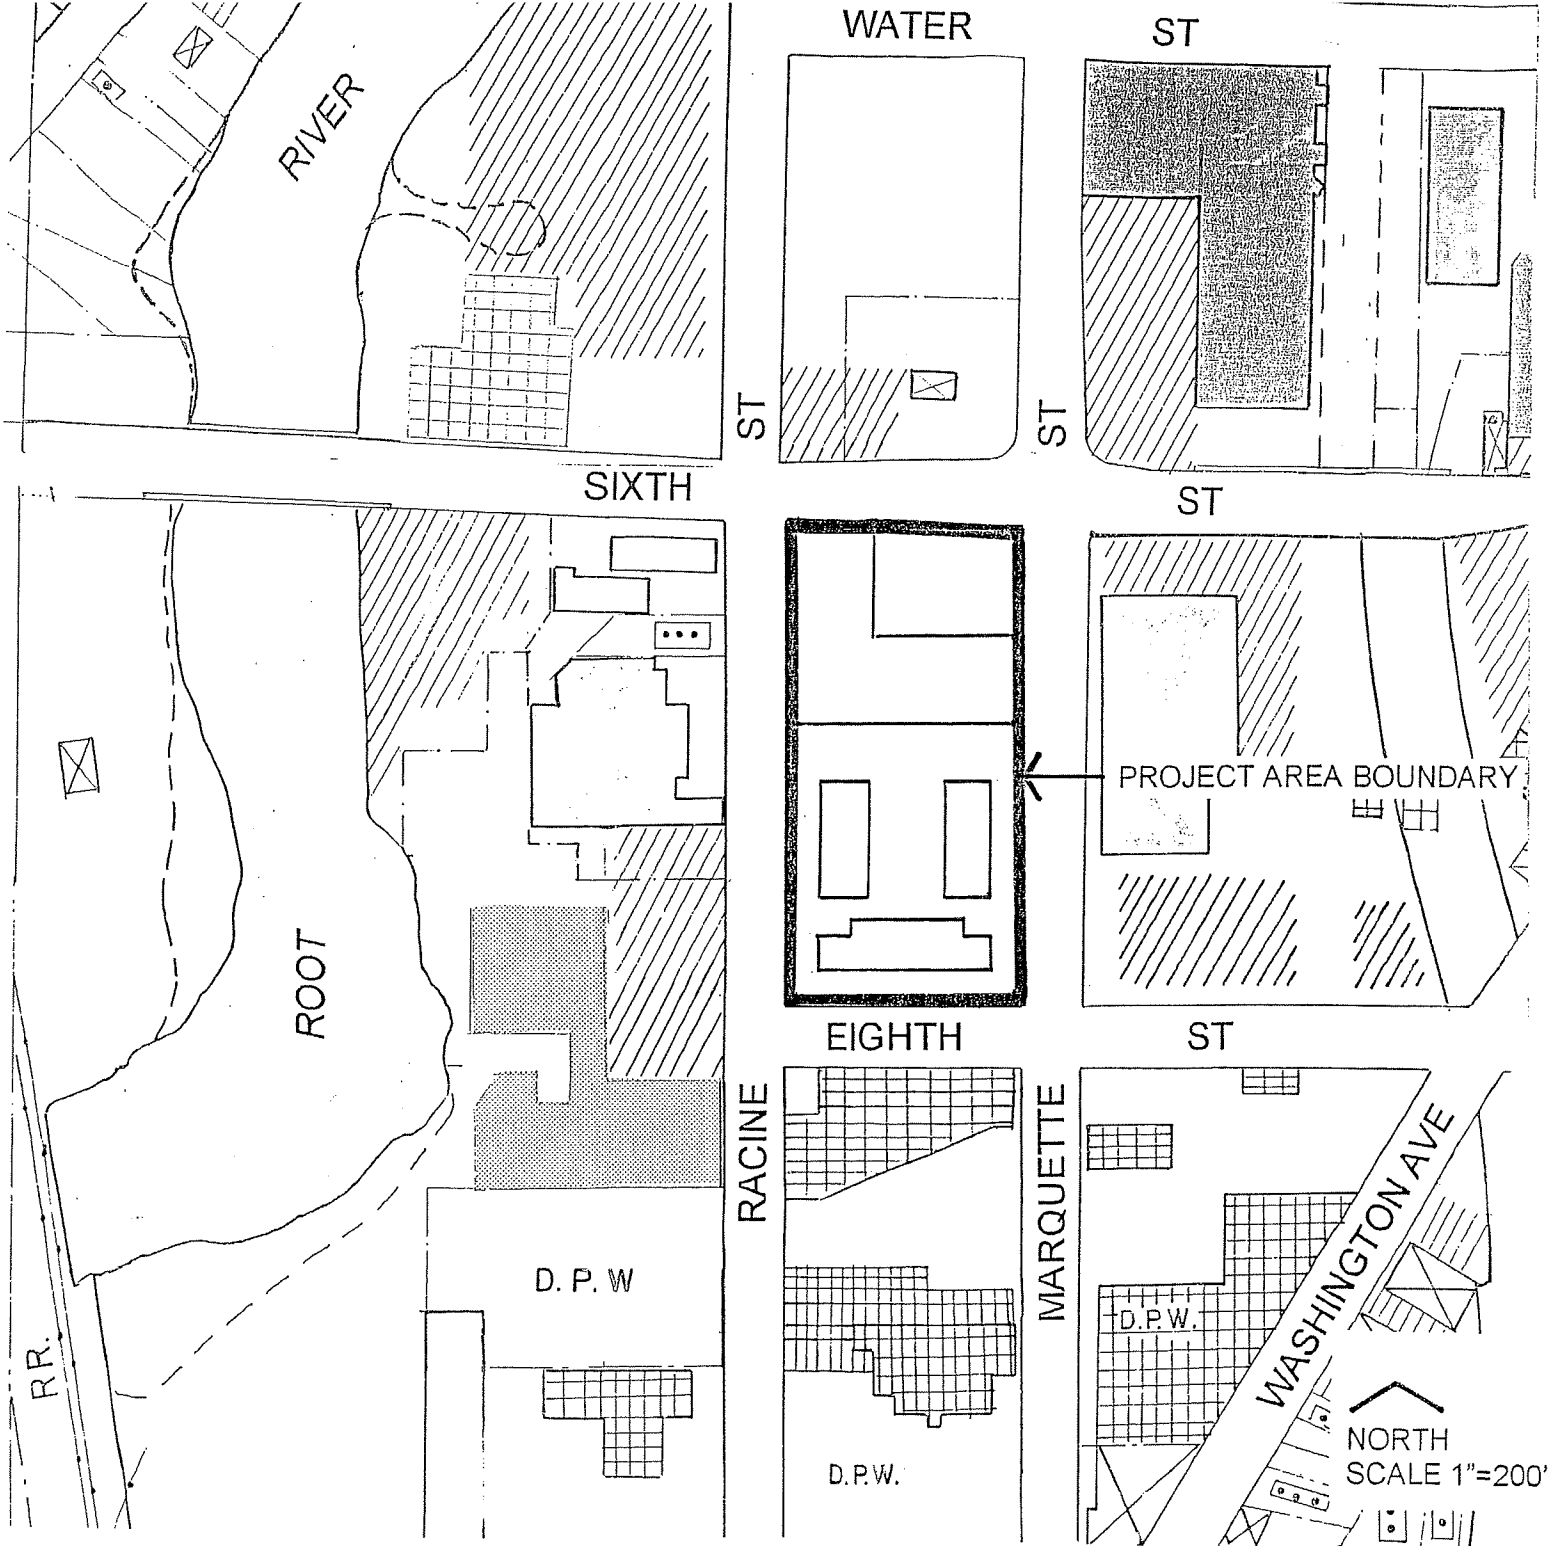 WATER
ST
RIVER
ST
ST
SIXTH
ST
PROJECT AREA BOUNDARY
ROOT
EIGHTH
ST
RACINE
MARQUETTE
WASHINGTON AVE
D. P. W
D.P.W.
D.P.W.
RR.
NORTH
SCALE 1"=200'